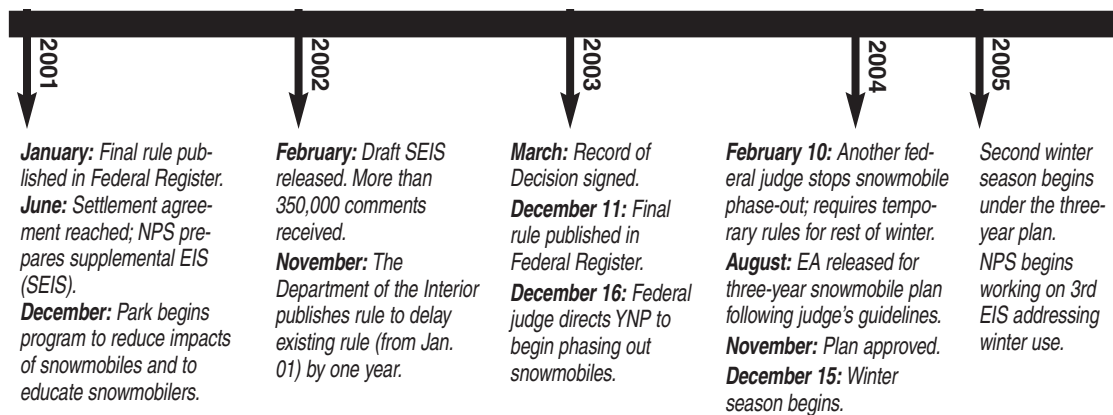 2001
January: Final rule pub-
lished in Federal Register.
June: Settlement agree-
ment reached; NPS pre-
pares supplemental EIS
(SEIS).
December: Park begins
program to reduce impacts
of snowmobiles and to
educate snowmobilers.
2002
February: Draft SEIS
released. More than
350,000 comments
received.
November: The
Department of the Interior
publishes rule to delay
existing rule (from Jan.
01) by one year.
2003
March: Record of
Decision signed.
December 11: Final
rule published in
Federal Register.
December 16: Federal
judge directs YNP to
begin phasing out
snowmobiles.
2004
February 10: Another fed-
eral judge stops snowmobile
phase-out; requires tempo-
rary rules for rest of winter.
August: EA released for
three-year snowmobile plan
following judge's guidelines.
November: Plan approved.
December 15: Winter
season begins.
2005
Second winter
season begins
under the three-
year plan.
NPS begins
working on 3rd
EIS addressing
winter use.